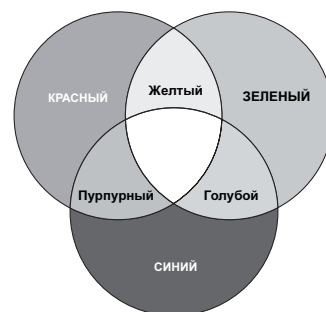 Желтый
КРАСНЫЙ
ЗЕЛЕНЫЙ
Пурпурный
Голубой
СИНИЙ